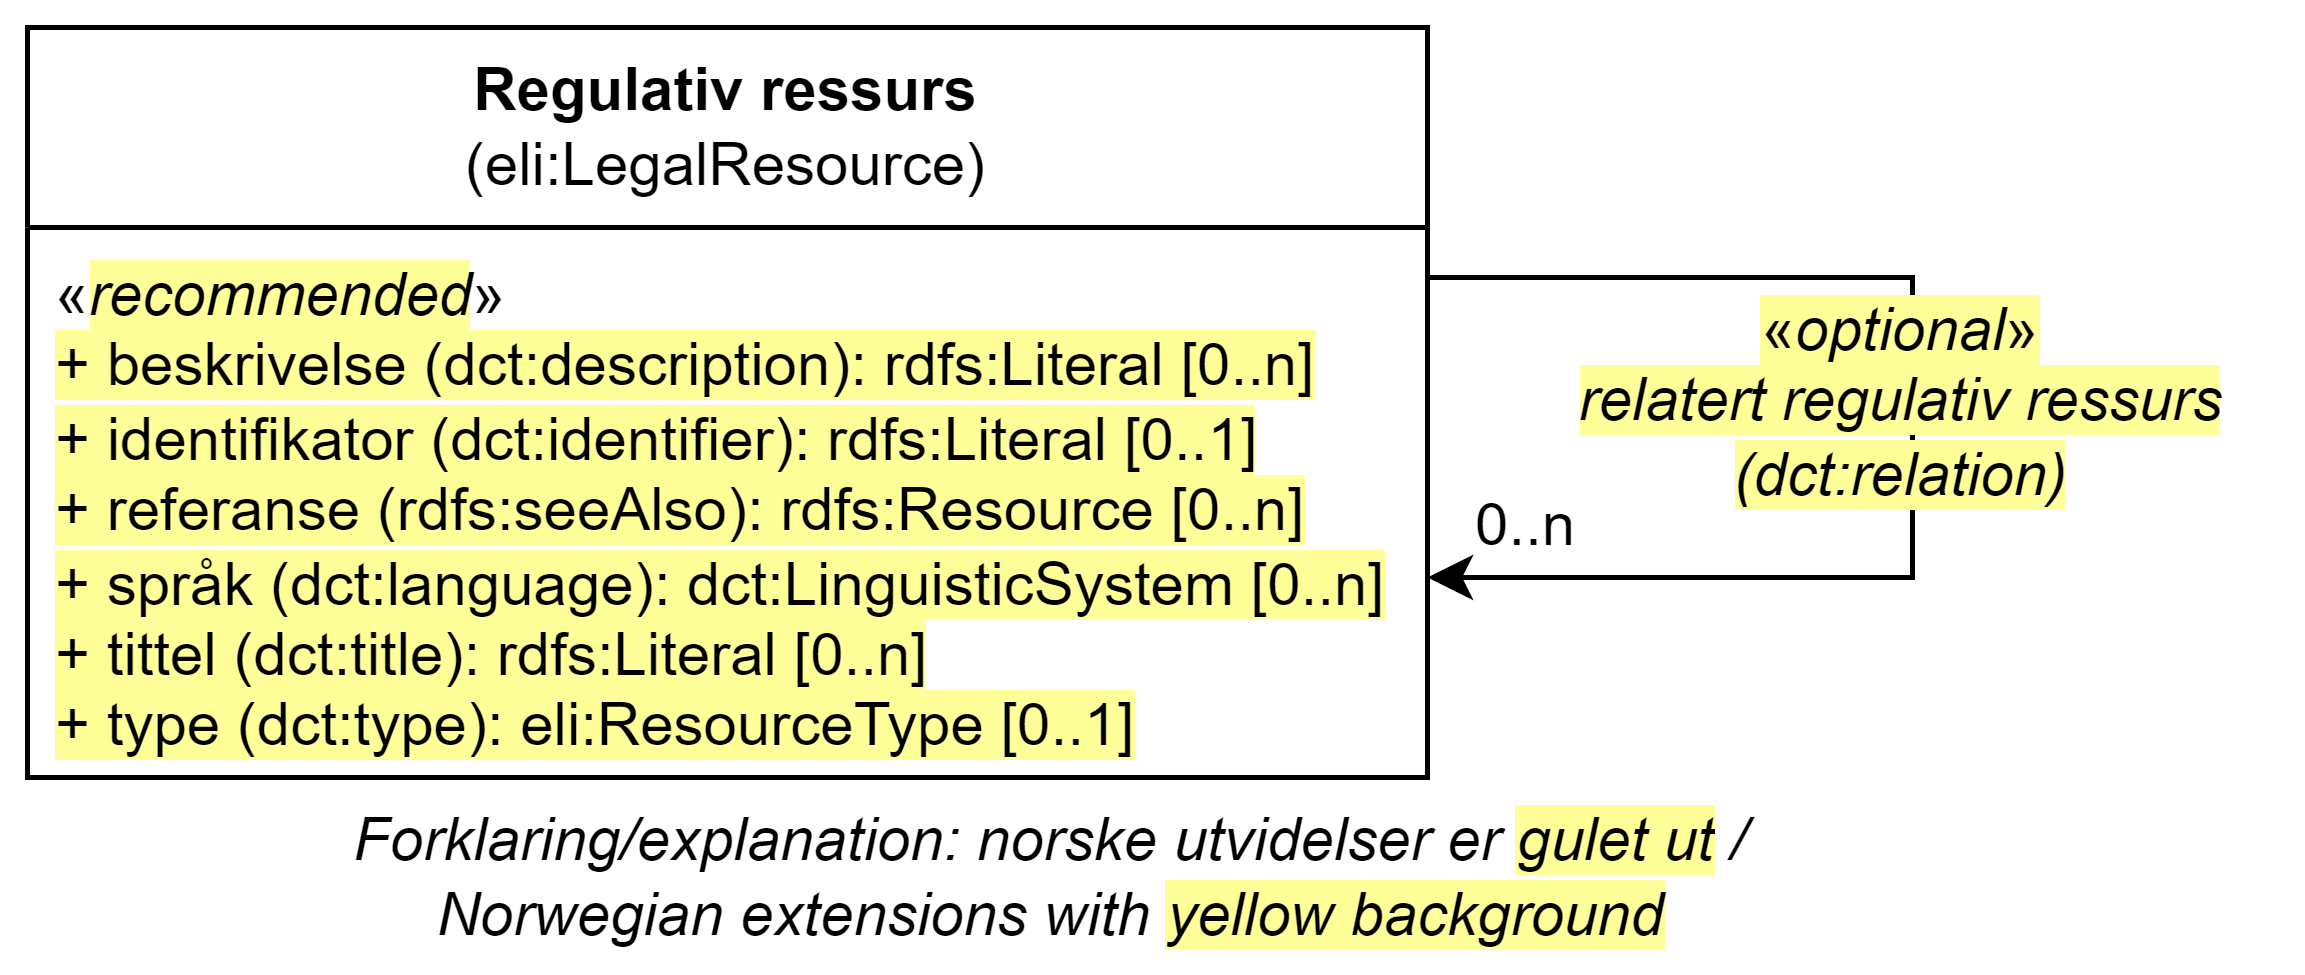 Regulativ ressurs
(eli:LegalResource)
«recommended»
+ beskrivelse (dct:description): rdfs:Literal [0..n]
+ identifikator (dct:identifier): rdfs:Literal [0..1]
+ referanse (rdfs:seeAlso): rdfs:Resource [0..n]
+ språk (dct:language): dct:LinguisticSystem [0..n]
+ tittel (dct:title): rdfs:Literal [0..n]
+ type (dct:type): eli:ResourceType [0..1]
«optional»
relatert regulativ ressurs
(dct:relation)
0..n
Forklaring/explanation: norske utvidelser er gulet ut /
Norwegian extensions with yellow background